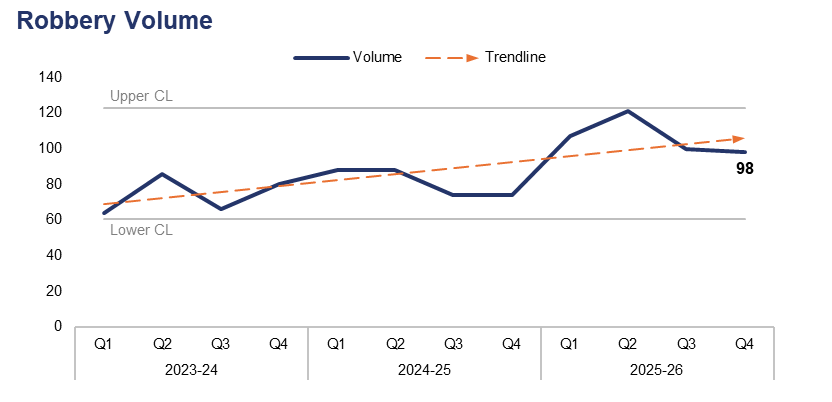 Robbery Volume
Volume Trendline
140
Upper CL
120
100
98
80
60
Lower CL
40
20
0
Q1 Q2 Q3 Q4 Q1 Q2 Q3 Q4 Q1 Q2 Q3 Q4
2023-24 2024-25 2025-26